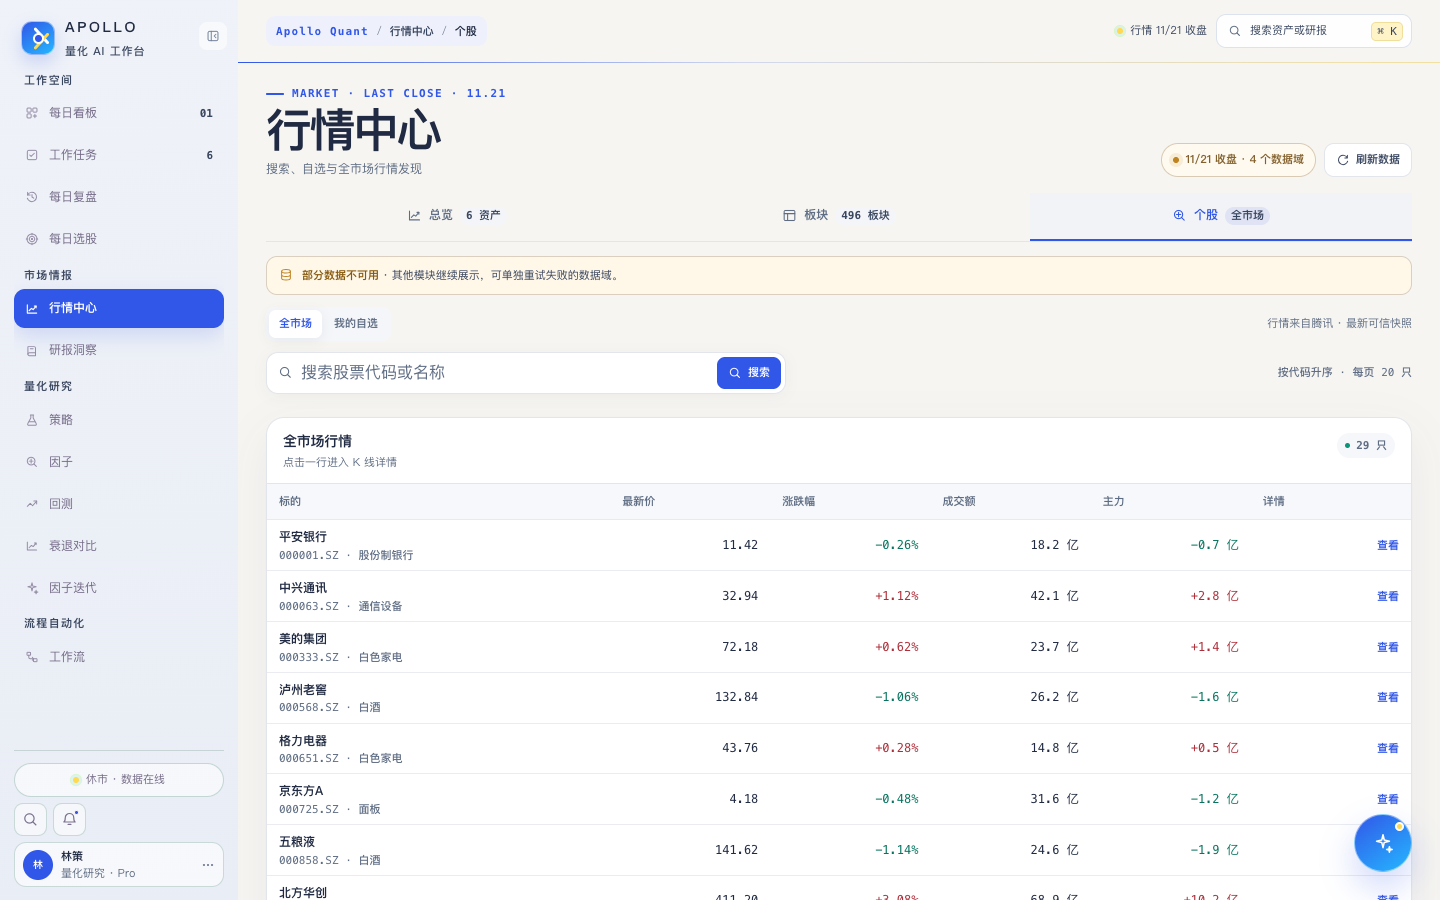 APOLLO
量化 AI 工作台
工作空间
每日看板 01
工作任务 6
每日复盘
每日选股
市场情报
行情中心
研报洞察
量化研究
策略
因子
回测
衰退对比
因子迭代
流程自动化
工作流
休市 · 数据在线
林
林策
量化研究 · Pro
Apollo Quant / 行情中心 / 个股
行情 11/21 收盘
搜索资产或研报 ⌘ K
MARKET · LAST CLOSE · 11.21
行情中心
搜索、自选与全市场行情发现
11/21 收盘 · 4 个数据域
刷新数据
总览 6 资产
板块 496 板块
个股 全市场
部分数据不可用 · 其他模块继续展示，可单独重试失败的数据域。
全市场 我的自选
行情来自腾讯 · 最新可信快照
搜索股票代码或名称 搜索
按代码升序 · 每页 20 只
全市场行情
点击一行进入 K 线详情
29 只
标的 最新价 涨跌幅 成交额 主力 详情
平安银行
000001.SZ · 股份制银行
11.42 -0.26% 18.2 亿 -0.7 亿 查看
中兴通讯
000063.SZ · 通信设备
32.94 +1.12% 42.1 亿 +2.8 亿 查看
美的集团
000333.SZ · 白色家电
72.18 +0.62% 23.7 亿 +1.4 亿 查看
泸州老窖
000568.SZ · 白酒
132.84 -1.06% 26.2 亿 -1.6 亿 查看
格力电器
000651.SZ · 白色家电
43.76 +0.28% 14.8 亿 +0.5 亿 查看
京东方A
000725.SZ · 面板
4.18 -0.48% 31.6 亿 -1.2 亿 查看
五粮液
000858.SZ · 白酒
141.62 -1.14% 24.6 亿 -1.9 亿
北方华创
411.20 +3.08% 68.9 亿 +10.2 亿 查看